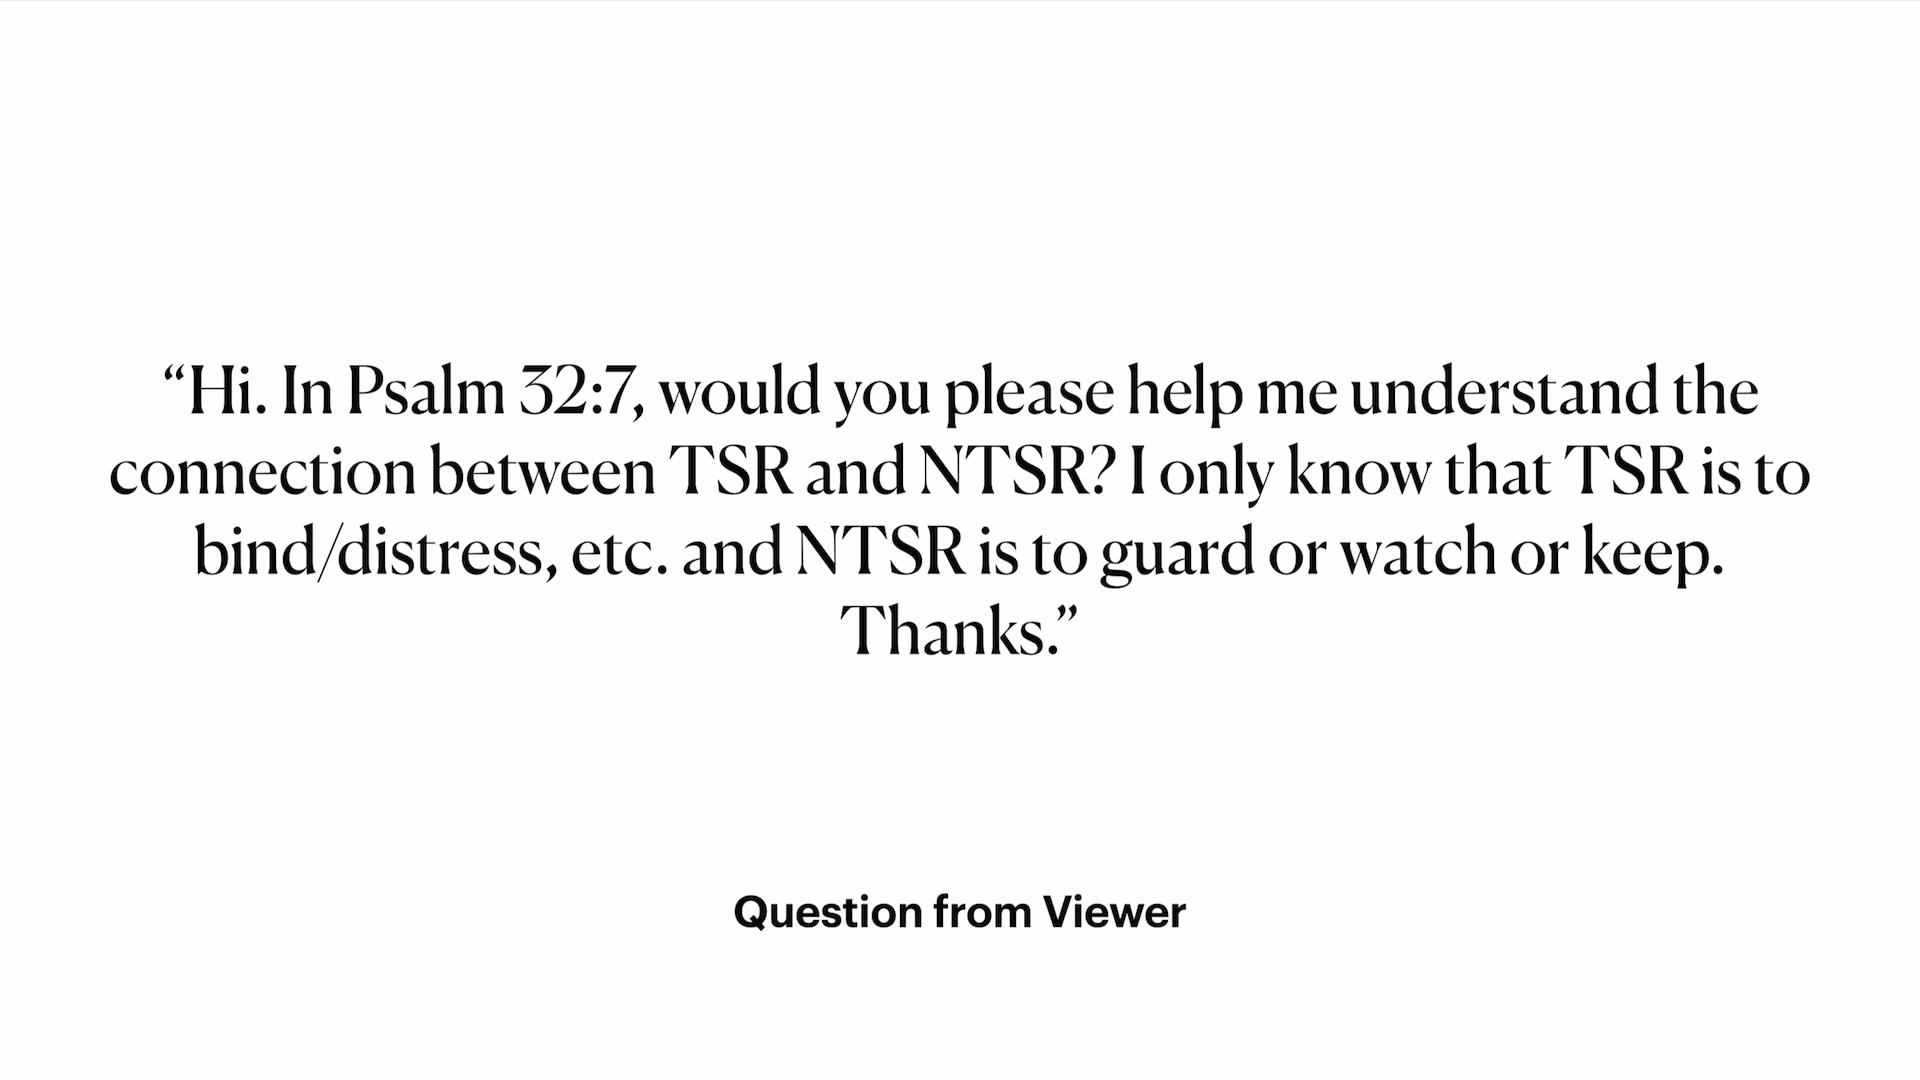 “Hi. In Psalm 32:7, would you please help me understand the
connection between TSR and NTSR? I only know that TSR is to
bind/distress, etc. and NTSR is to guard or watch or keep.
Thanks.”
Question from Viewer